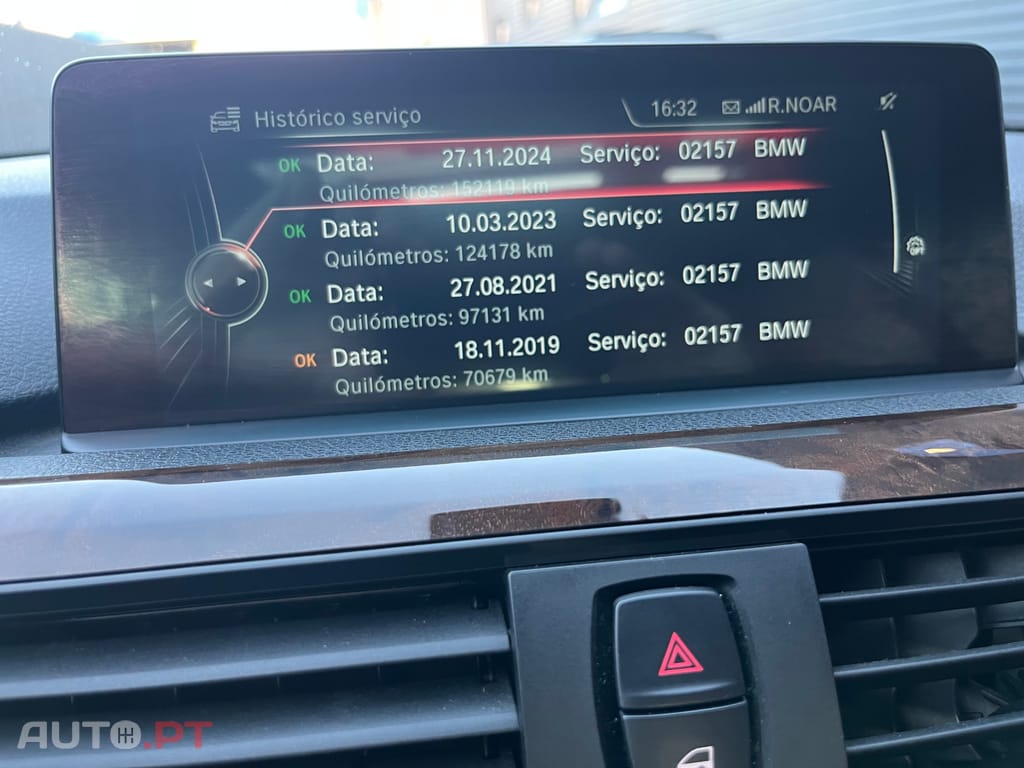 Histórico serviço 16:32 R.NOAR
OK Data: 27.11.2024 Serviço: 02157 BMW
Quilómetros: 152119 km
OK Data: 10.03.2023 Serviço: 02157 BMW
Quilómetros: 124178 km
OK Data: 27.08.2021 Serviço: 02157 BMW
Quilómetros: 97131 km
OK Data: 18.11.2019 Serviço: 02157 BMW
Quilómetros: 70679 km
AUTO.PT